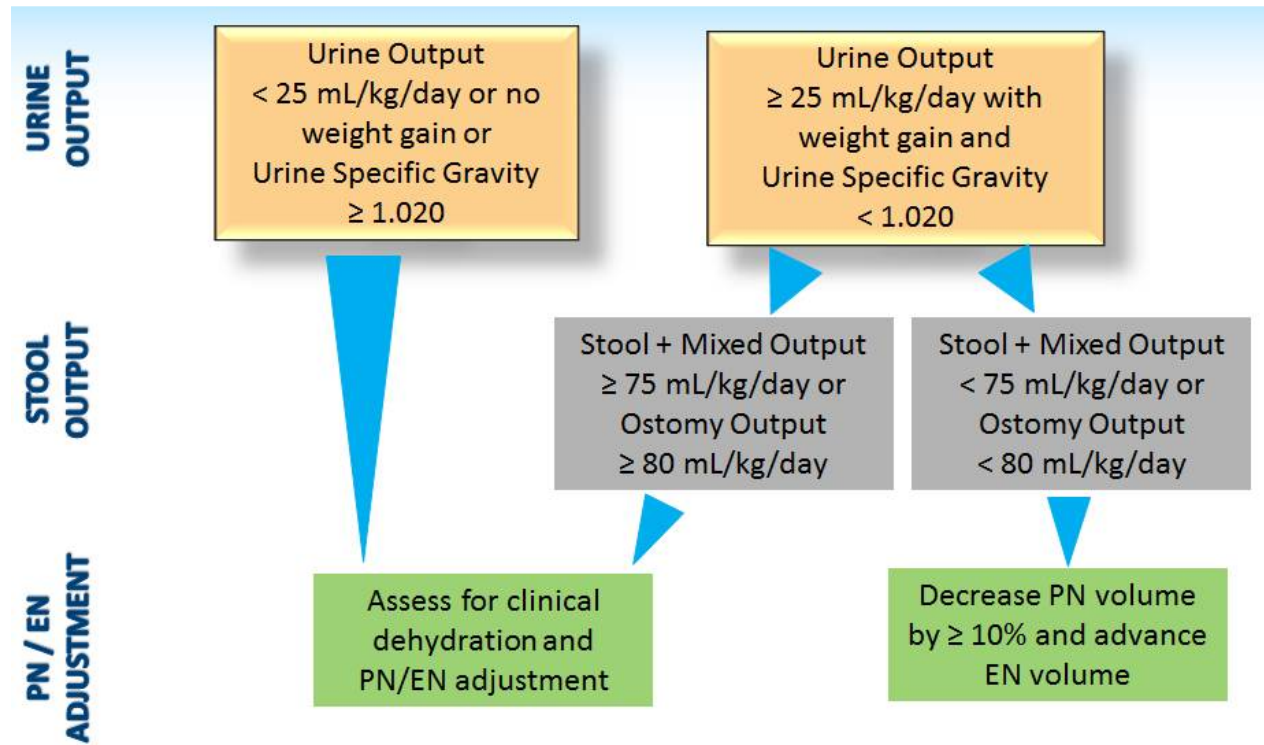 URINE
OUTPUT
Urine Output
< 25 mL/kg/day or no
weight gain or
Urine Specific Gravity
≥ 1.020
Urine Output
≥ 25 mL/kg/day with
weight gain and
Urine Specific Gravity
< 1.020
STOOL
OUTPUT
Stool + Mixed Output
≥ 75 mL/kg/day or
Ostomy Output
≥ 80 mL/kg/day
Stool + Mixed Output
< 75 mL/kg/day or
Ostomy Output
< 80 mL/kg/day
PN / EN
ADJUSTMENT
Assess for clinical
dehydration and
PN/EN adjustment
Decrease PN volume
by ≥ 10% and advance
EN volume